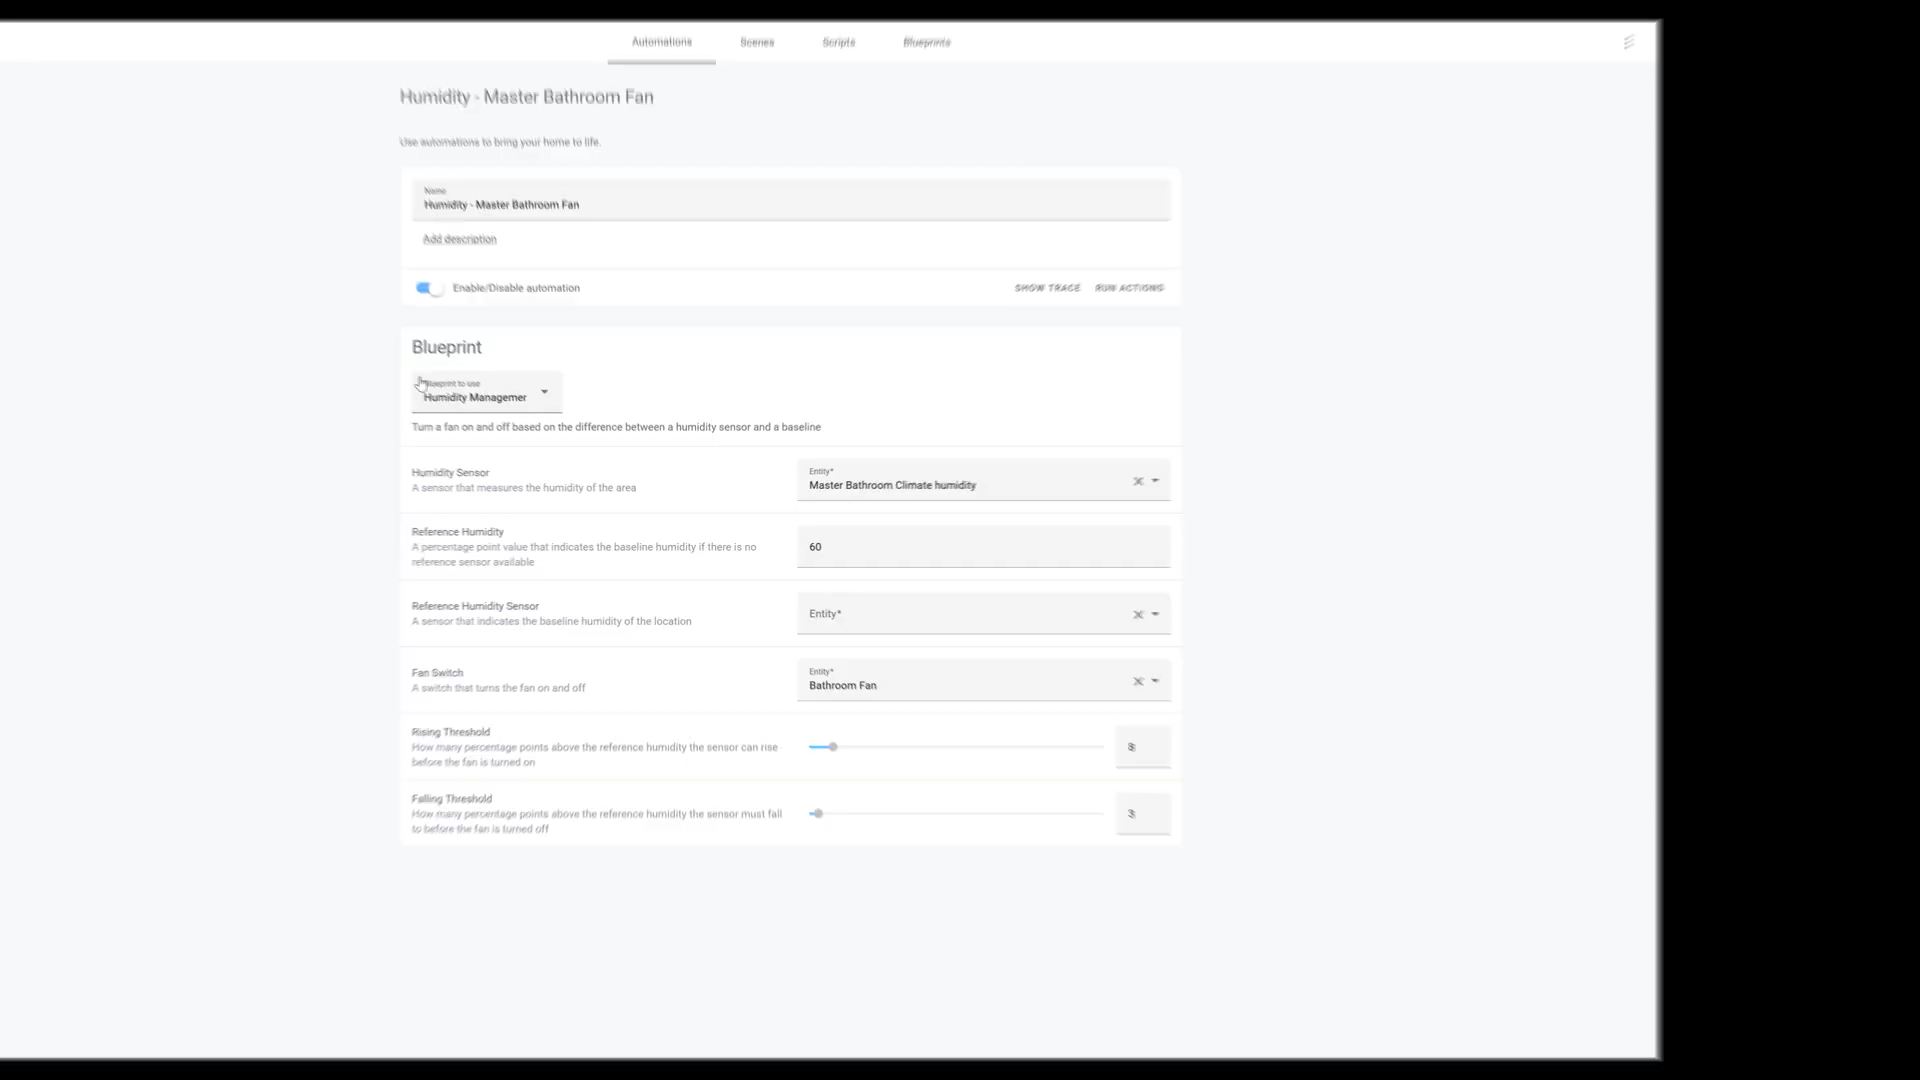 Automations Scenes Scripts Blueprints
Humidity - Master Bathroom Fan
Use automations to bring your home to life.
Name
Humidity - Master Bathroom Fan
Add description
Enable/Disable automation SHOW TRACE RUN ACTIONS
Blueprint
Blueprint to use
Humidity Managemer
Turn a fan on and off based on the difference between a humidity sensor and a baseline
Humidity Sensor
A sensor that measures the humidity of the area
Entity*
Master Bathroom Climate humidity
Reference Humidity
A percentage point value that indicates the baseline humidity if there is no
reference sensor available
60
Reference Humidity Sensor
A sensor that indicates the baseline humidity of the location
Entity*
Fan Switch
A switch that turns the fan on and off
Entity*
Bathroom Fan
Rising Threshold
How many percentage points above the reference humidity the sensor can rise
before the fan is turned on
8
Falling Threshold
How many percentage points above the reference humidity the sensor must fall
to before the fan is turned off
3